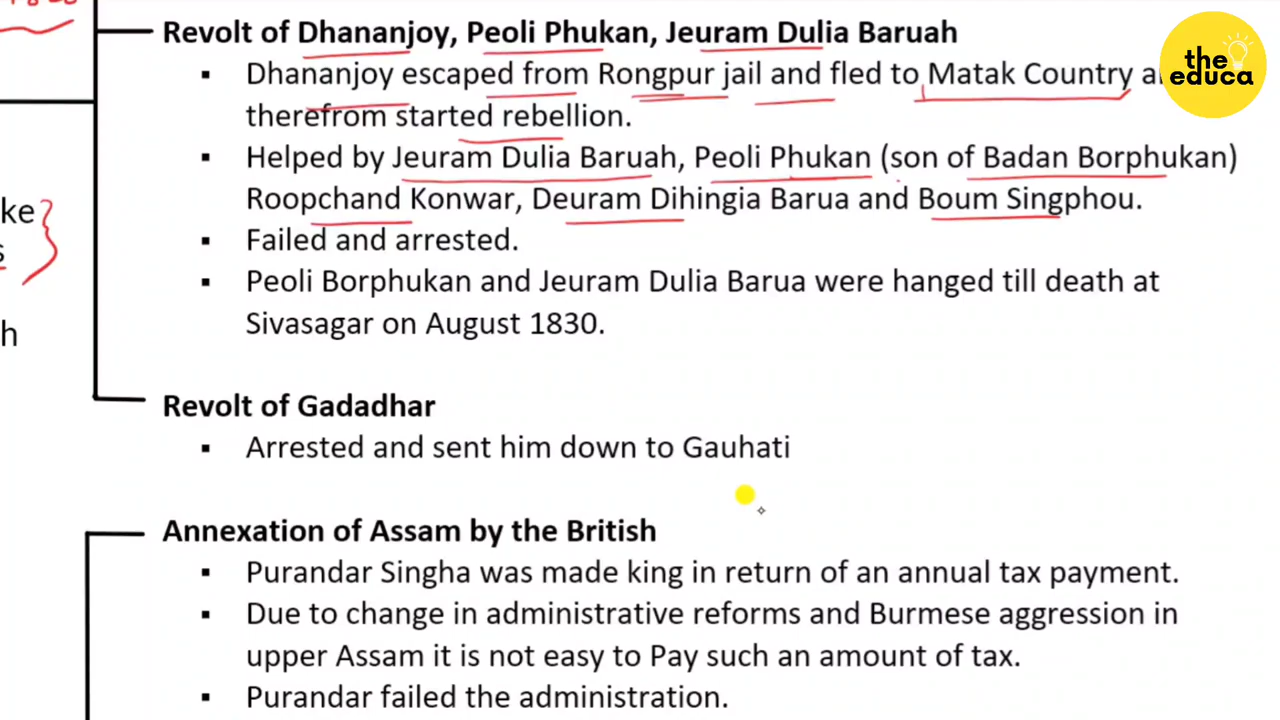 Revolt of Dhananjoy, Peoli Phukan, Jeuram Dulia Baruah
the
educa
▪ Dhananjoy escaped from Rongpur jail and fled to Matak Country
therefrom started rebellion.
▪ Helped by Jeuram Dulia Baruah, Peoli Phukan (son of Badan Borphukan)
Roopchand Konwar, Deuram Dihingia Barua and Boum Singphou.
▪ Failed and arrested.
▪ Peoli Borphukan and Jeuram Dulia Barua were hanged till death at
Sivasagar on August 1830.
ke
s
h
Revolt of Gadadhar
▪ Arrested and sent him down to Gauhati
Annexation of Assam by the British
▪ Purandar Singha was made king in return of an annual tax payment.
▪ Due to change in administrative reforms and Burmese aggression in
upper Assam it is not easy to Pay such an amount of tax.
▪ Purandar failed the administration.